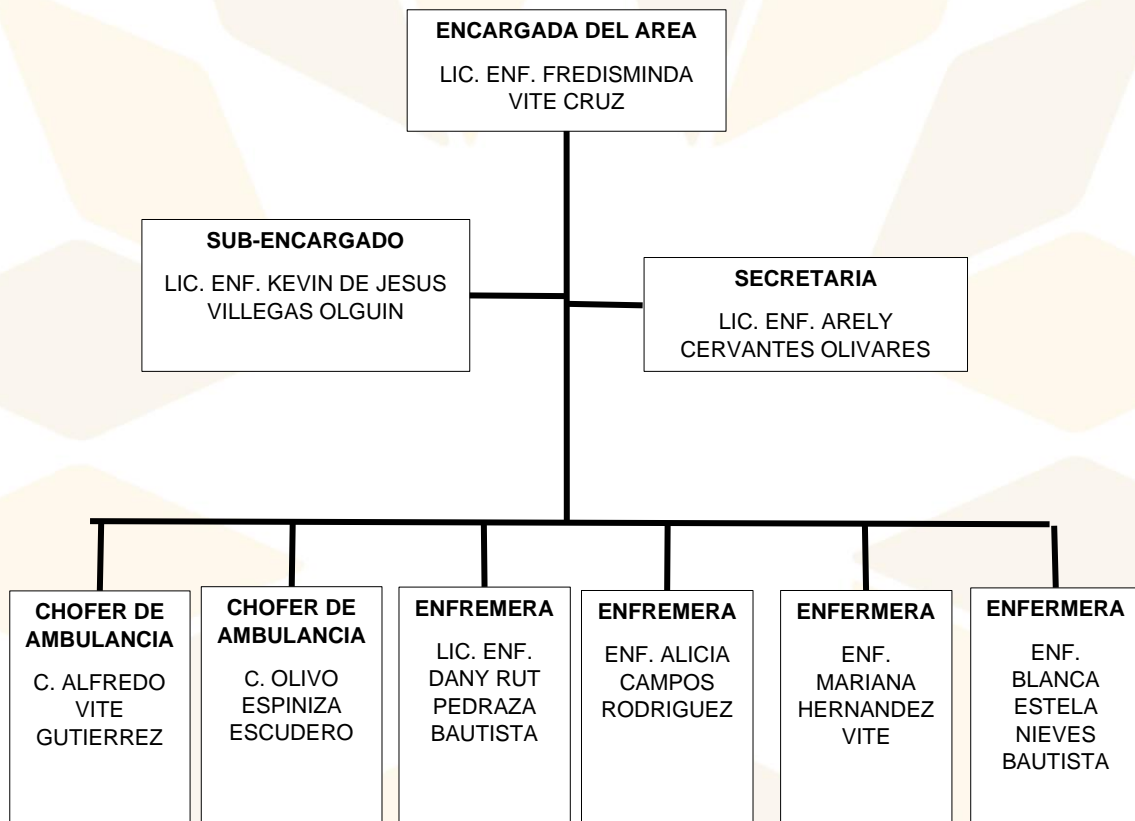 ENCARGADA DEL AREA
LIC. ENF. FREDISMINDA
VITE CRUZ
SUB-ENCARGADO
LIC. ENF. KEVIN DE JESUS
VILLEGAS OLGUIN
SECRETARIA
LIC. ENF. ARELY
CERVANTES OLIVARES
CHOFER DE
AMBULANCIA
C. ALFREDO
VITE
GUTIERREZ
CHOFER DE
AMBULANCIA
C. OLIVO
ESPINIZA
ESCUDERO
ENFREMERA
LIC. ENF.
DANY RUT
PEDRAZA
BAUTISTA
ENFREMERA
ENF. ALICIA
CAMPOS
RODRIGUEZ
ENFERMERA
ENF.
MARIANA
HERNANDEZ
VITE
ENFERMERA
ENF.
BLANCA
ESTELA
NIEVES
BAUTISTA